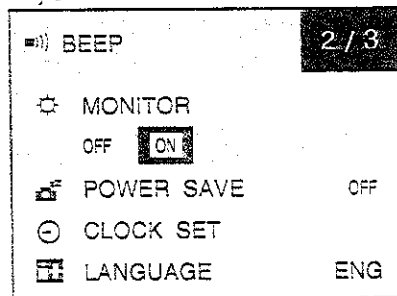 BEEP 2/3
MONITOR
OFF ON
POWER SAVE OFF
CLOCK SET
LANGUAGE ENG